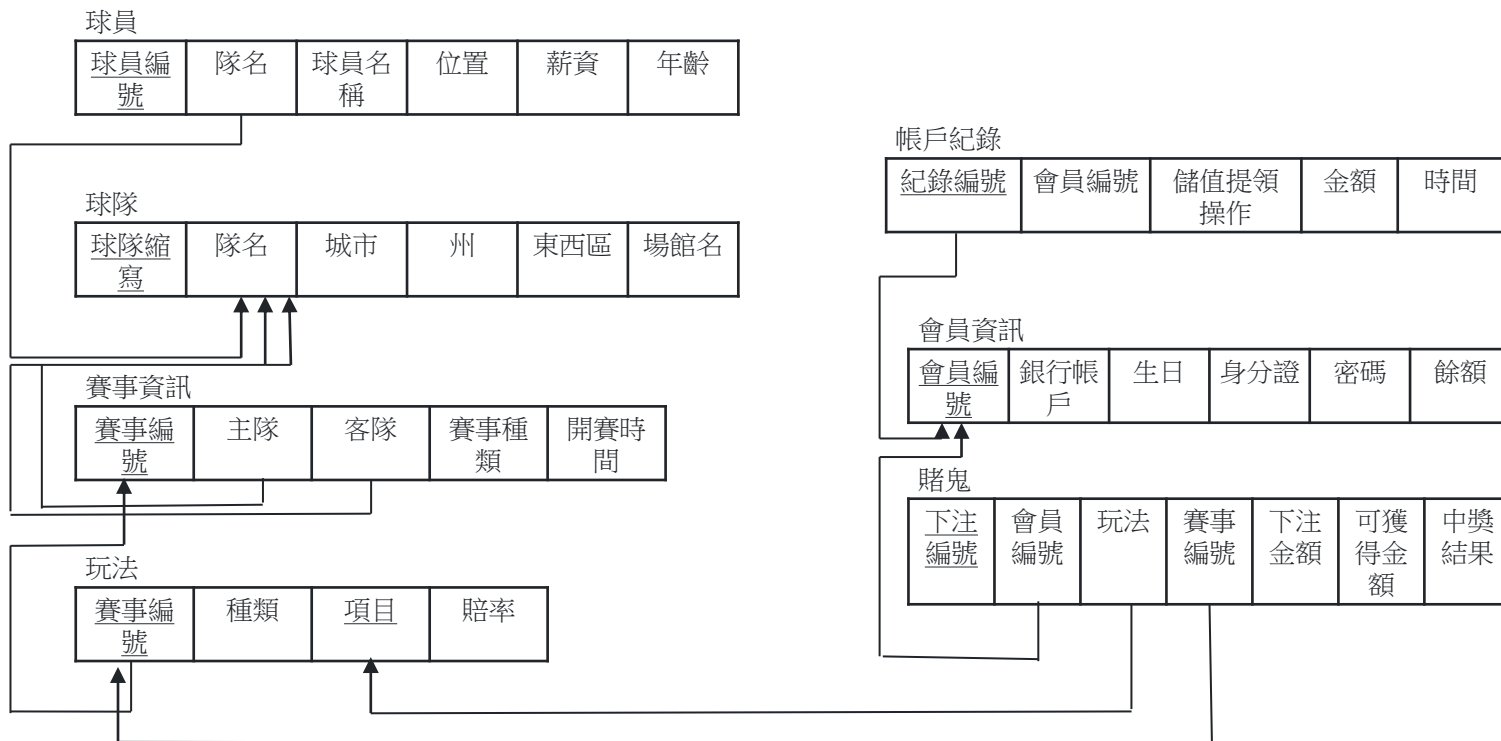 球員
球員編
號
隊名
球員名
稱
位置
薪資
年齡
球隊
球隊縮
寫
隊名
城市
州
東西區
場館名
賽事資訊
賽事編
號
主隊
客隊
賽事種
類
開賽時
間
玩法
賽事編
號
種類
項目
賠率
帳戶紀錄
紀錄編號
會員編號
儲值提領
操作
金額
時間
會員資訊
會員編
號
銀行帳
戶
生日
身分證
密碼
餘額
賭鬼
下注
編號
會員
編號
玩法
賽事
編號
下注
金額
可獲
得金
額
中獎
結果